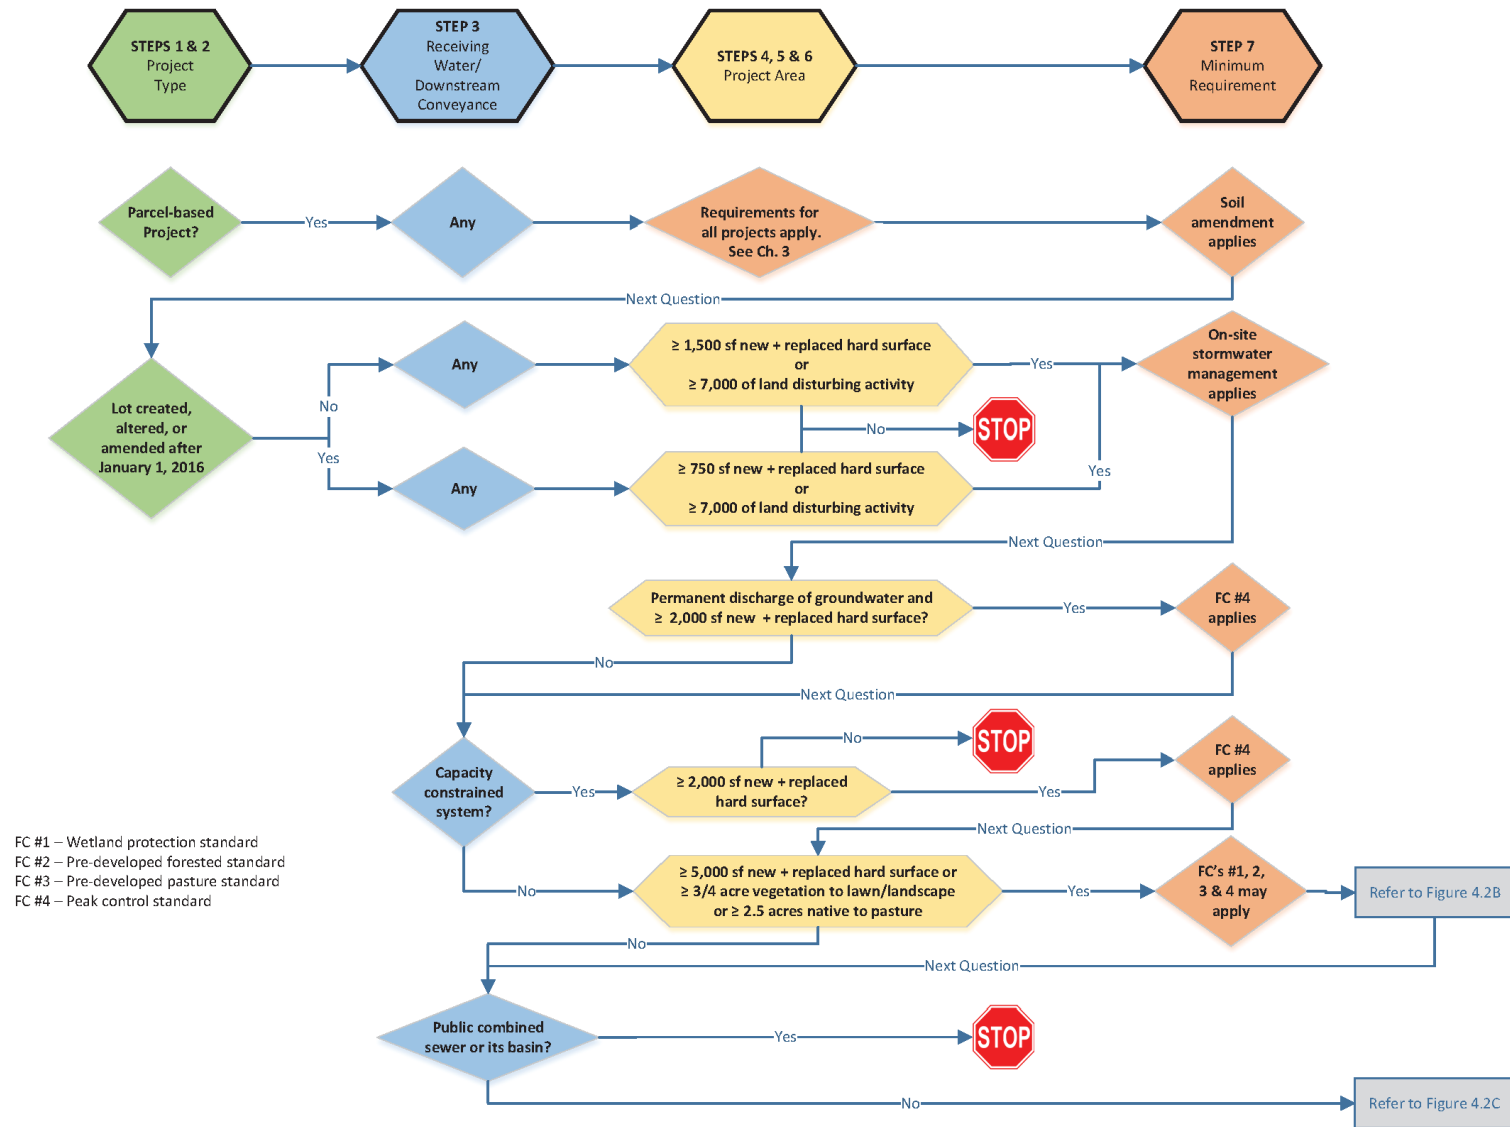 STEPS 1 & 2
Project
Type
STEP 3
Receiving
Water/
Downstream
Conveyance
STEPS 4, 5 & 6
Project Area
STEP 7
Minimum
Requirement
Parcel-based
Project?
Yes
Any
Requirements for
all projects apply.
See Ch. 3
Soil
amendment
applies
Next Question
Lot created,
altered, or
amended after
January 1, 2016
No
Yes
Any
≥ 1,500 sf new + replaced hard surface
or
≥ 7,000 of land disturbing activity
Yes
On-site
stormwater
management
applies
No
STOP
Any
≥ 750 sf new + replaced hard surface
or
≥ 7,000 of land disturbing activity
Yes
Next Question
Permanent discharge of groundwater and
≥ 2,000 sf new + replaced hard surface?
Yes
FC #4
applies
No
Next Question
Capacity
constrained
system?
Yes
≥ 2,000 sf new + replaced
hard surface?
No
STOP
Yes
FC #4
applies
Next Question
FC #1 – Wetland protection standard
FC #2 – Pre-developed forested standard
FC #3 – Pre-developed pasture standard
FC #4 – Peak control standard
No
≥ 5,000 sf new + replaced hard surface or
≥ 3/4 acre vegetation to lawn/landscape
or ≥ 2.5 acres native to pasture
Yes
FC's #1, 2,
3 & 4 may
apply
Refer to Figure 4.2B
No
Next Question
Public combined
sewer or its basin?
Yes
STOP
No
Refer to Figure 4.2C